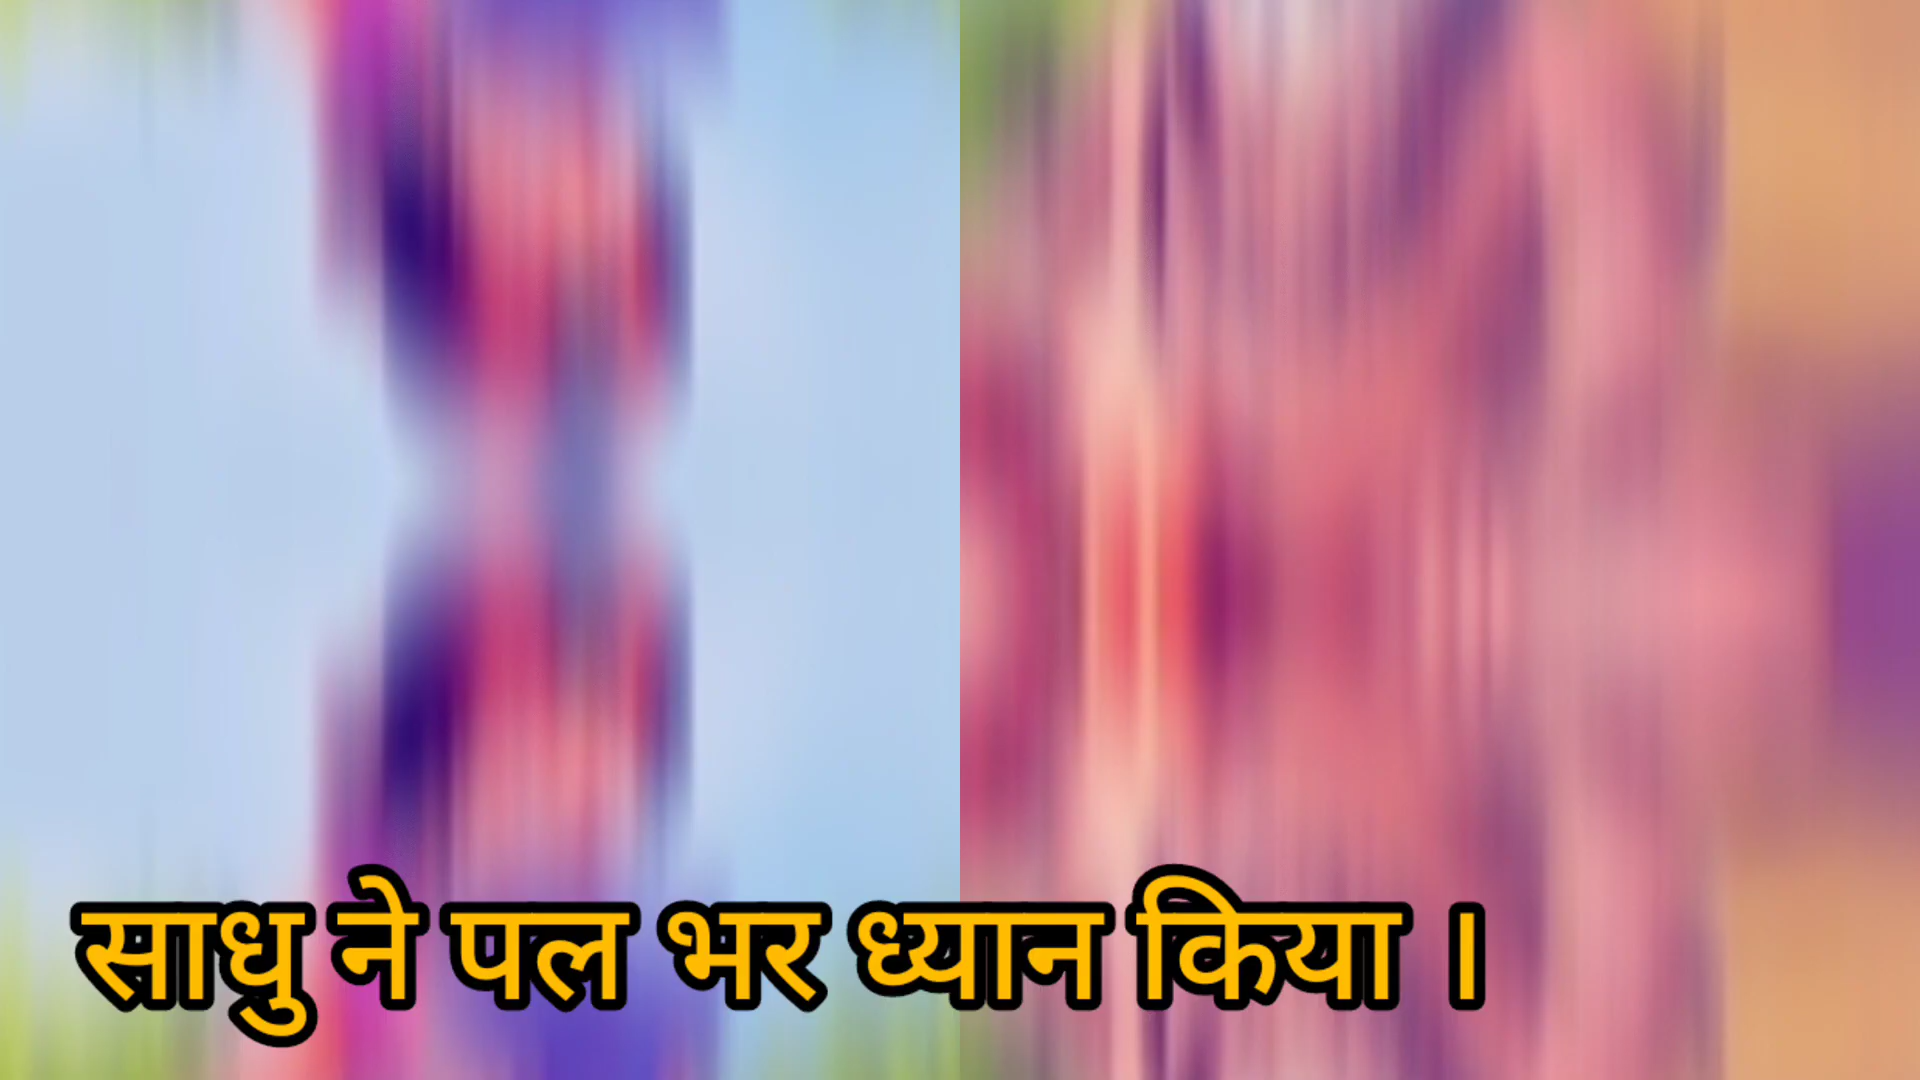 साधु ने पल भर ध्यान किया ।